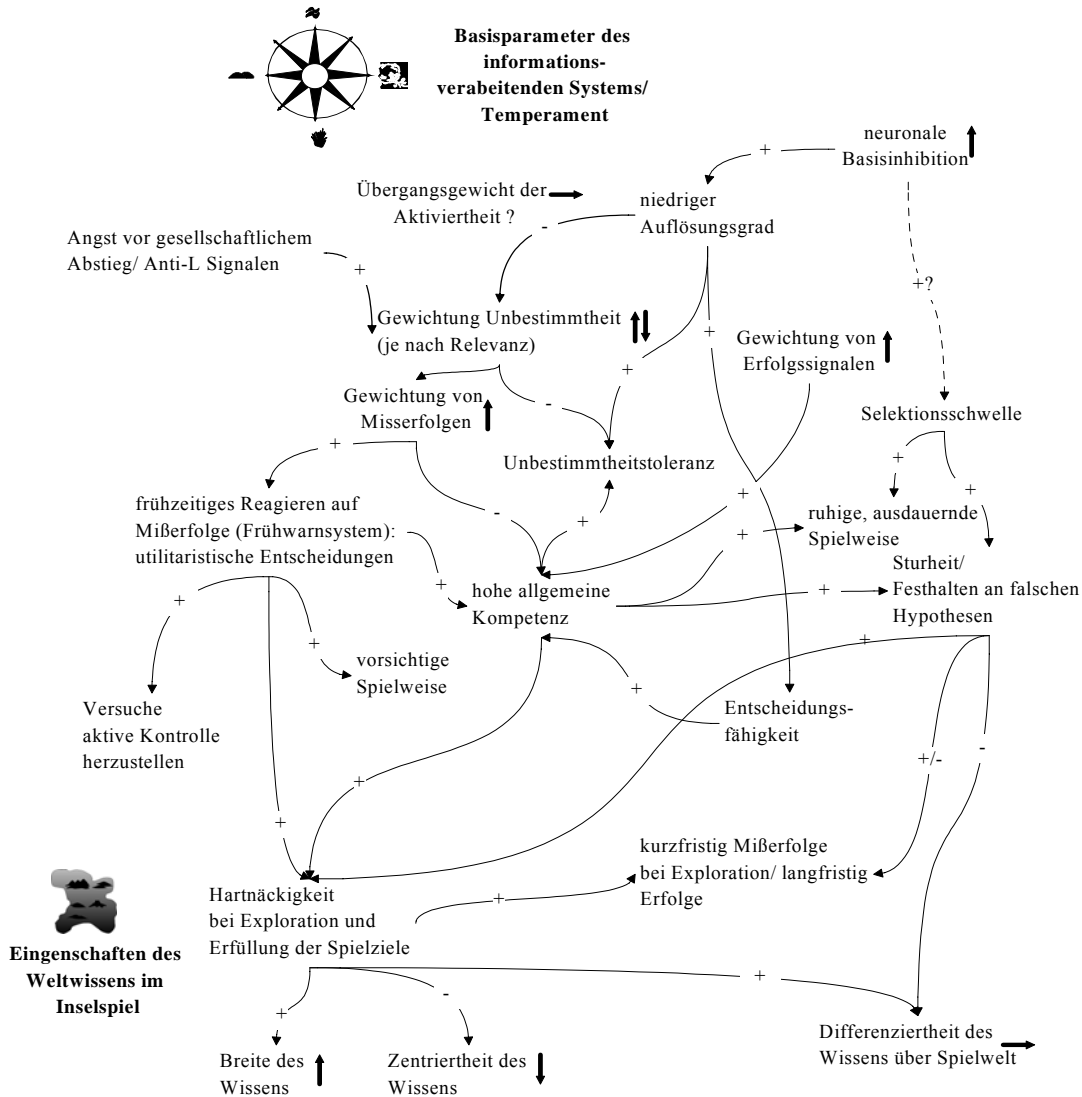 Basisparameter des
informations-
verabeitenden Systems/
Temperament
neuronale
Basisinhibition
+
Übergangsgewicht der
Aktiviertheit ?
niedriger
Auflösungsgrad
-
Angst vor gesellschaftlichem
Abstieg/ Anti-L Signalen
+
+?
Gewichtung Unbestimmtheit
(je nach Relevanz)
+
Gewichtung von
Erfolgssignalen
+
Gewichtung von
Misserfolgen
-
Selektionsschwelle
+
Unbestimmtheitstoleranz
+
+
frühzeitiges Reagieren auf
Mißerfolge (Frühwarnsystem):
utilitaristische Entscheidungen
-
+
+
+
ruhige, ausdauernde
Spielweise
Sturheit/
Festhalten an falschen
Hypothesen
+
hohe allgemeine
Kompetenz
+
+
+
+
vorsichtige
Spielweise
+
Versuche
aktive Kontrolle
herzustellen
Entscheidungs-
fähigkeit
+/-
-
+
+
kurzfristig Mißerfolge
bei Exploration/ langfristig
Erfolge
Hartnäckigkeit
bei Exploration und
Erfüllung der Spielziele
+
Eingenschaften des
Weltwissens im
Inselspiel
+
-
+
Breite des
Wissens
Zentriertheit des
Wissens
Differenziertheit des
Wissens über Spielwelt